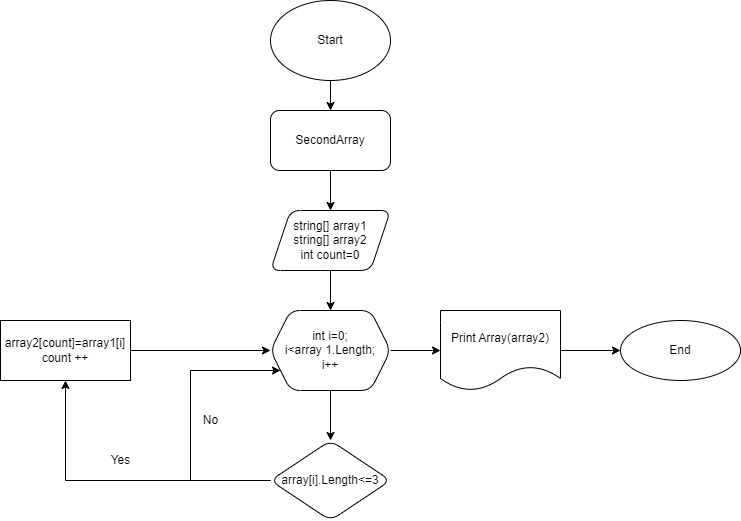 Start
SecondArray
string[] array1
string[] array2
int count=0
array2[count]=array1[i]
count ++
int i=0;
i<array 1.Length;
i++
Print Array(array2)
End
No
Yes
array[i].Length<=3